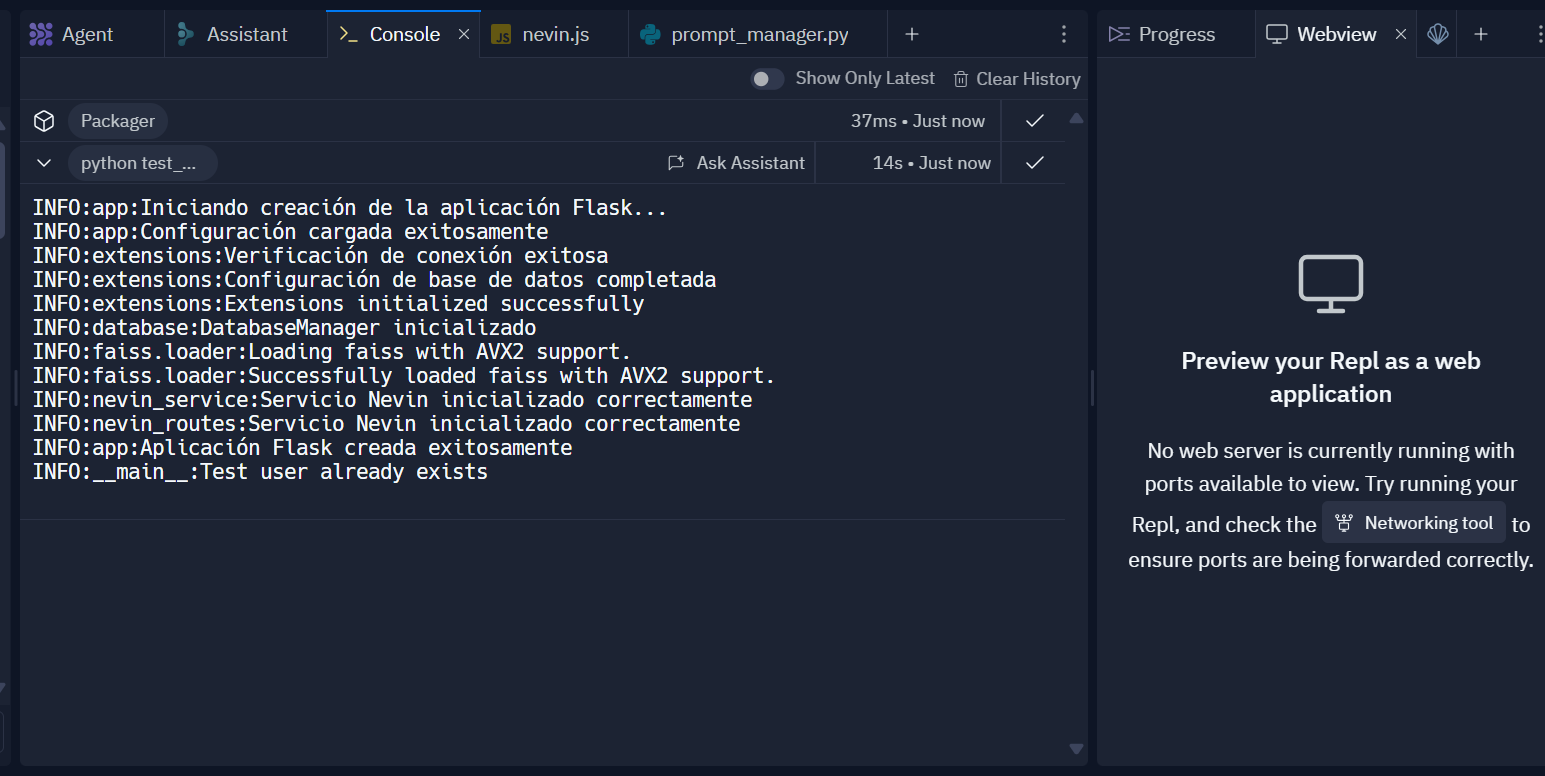 Agent
Assistant
Console
nevin.js
prompt_manager.py
Show Only Latest
Clear History
Packager
37ms • Just now
python test_...
Ask Assistant
14s • Just now
INFO:app:Iniciando creación de la aplicación Flask...
INFO:app:Configuración cargada exitosamente
INFO:extensions:Verificación de conexión exitosa
INFO:extensions:Configuración de base de datos completada
INFO:extensions:Extensions initialized successfully
INFO:database:DatabaseManager inicializado
INFO:faiss.loader:Loading faiss with AVX2 support.
INFO:faiss.loader:Successfully loaded faiss with AVX2 support.
INFO:nevin_service:Servicio Nevin inicializado correctamente
INFO:nevin_routes:Servicio Nevin inicializado correctamente
INFO:app:Aplicación Flask creada exitosamente
INFO:__main__:Test user already exists
Progress
Webview
Preview your Repl as a web
application
No web server is currently running with
ports available to view. Try running your
Repl, and check the Networking tool to
ensure ports are being forwarded correctly.